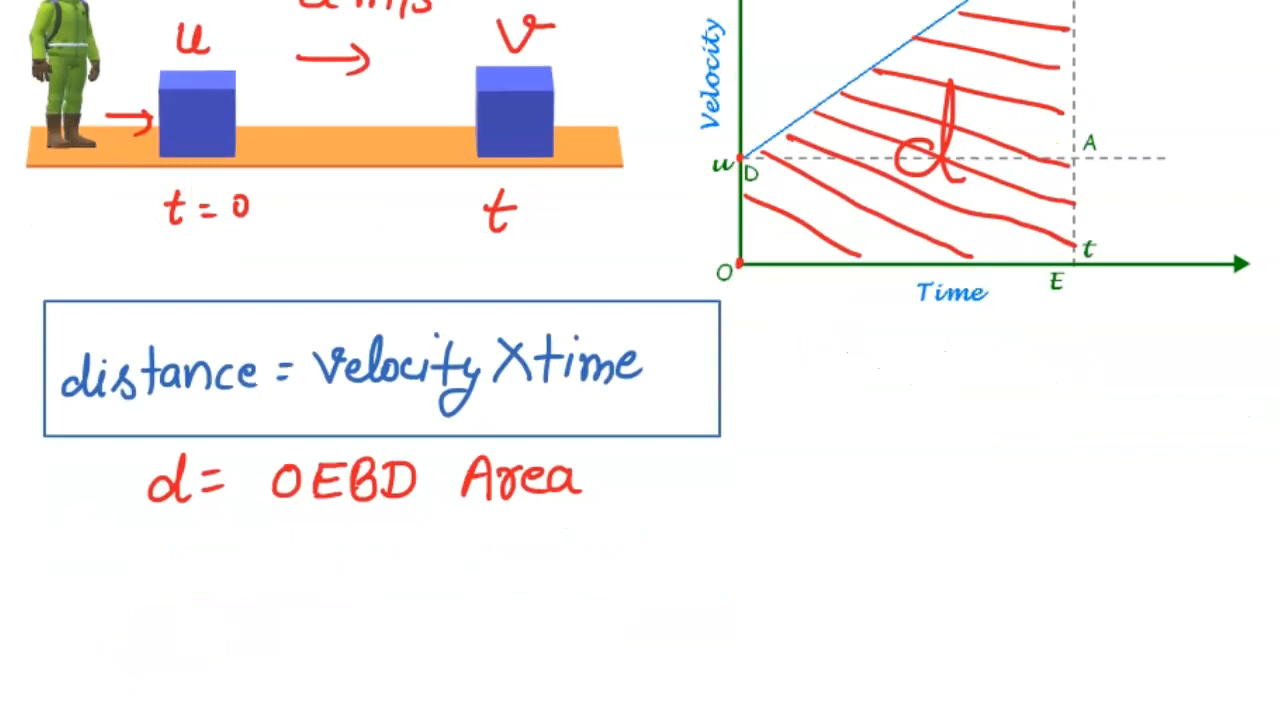 u
v
t = 0
t
Velocity
u
D
A
t
O
E
Time
d
distance = velocity X time
d = OEBD Area